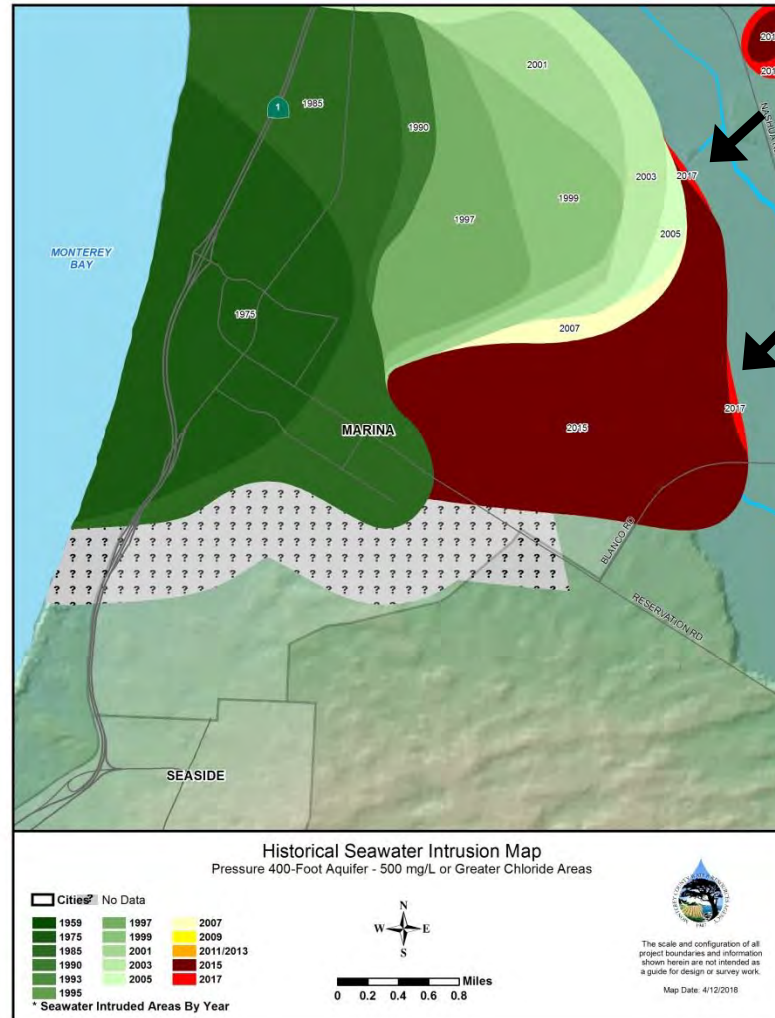 2001
201
201
1
1985
1990
NASHUA R
2003
2017
1997
1999
2005
MONTEREY
BAY
1975
2007
2017
MARINA
2015
BLANCO RD
RESERVATION RD
SEASIDE
Historical Seawater Intrusion Map
Pressure 400-Foot Aquifer - 500 mg/L or Greater Chloride Areas
Cities ? No Data
1959 1997 2007
1975 1999 2009
1985 2001 2011/2013
1990 2003 2015
1993 2005 2017
1995
* Seawater Intruded Areas By Year
N
W E
S
Miles
0 0.2 0.4 0.6 0.8
The scale and configuration of all
project boundaries and information
shown herein are not intended as
a guide for design or survey work.
Map Date: 4/12/2018